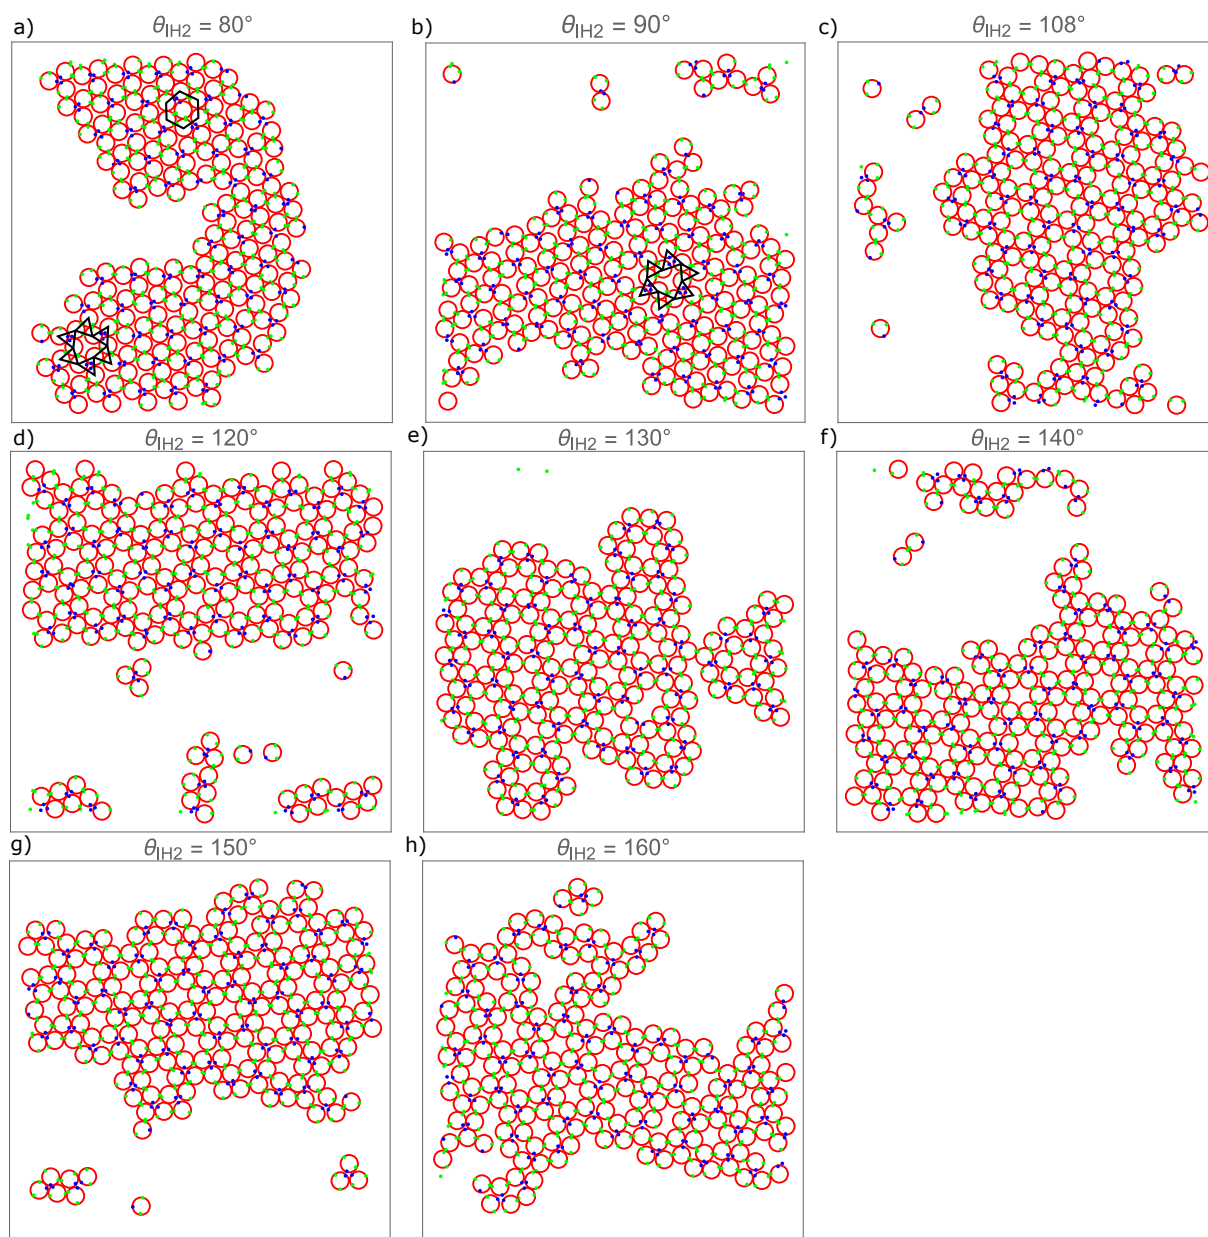 a) θIH2 = 80°
b) θIH2 = 90°
c) θIH2 = 108°
d) θIH2 = 120°
e) θIH2 = 130°
f) θIH2 = 140°
g) θIH2 = 150°
h) θIH2 = 160°